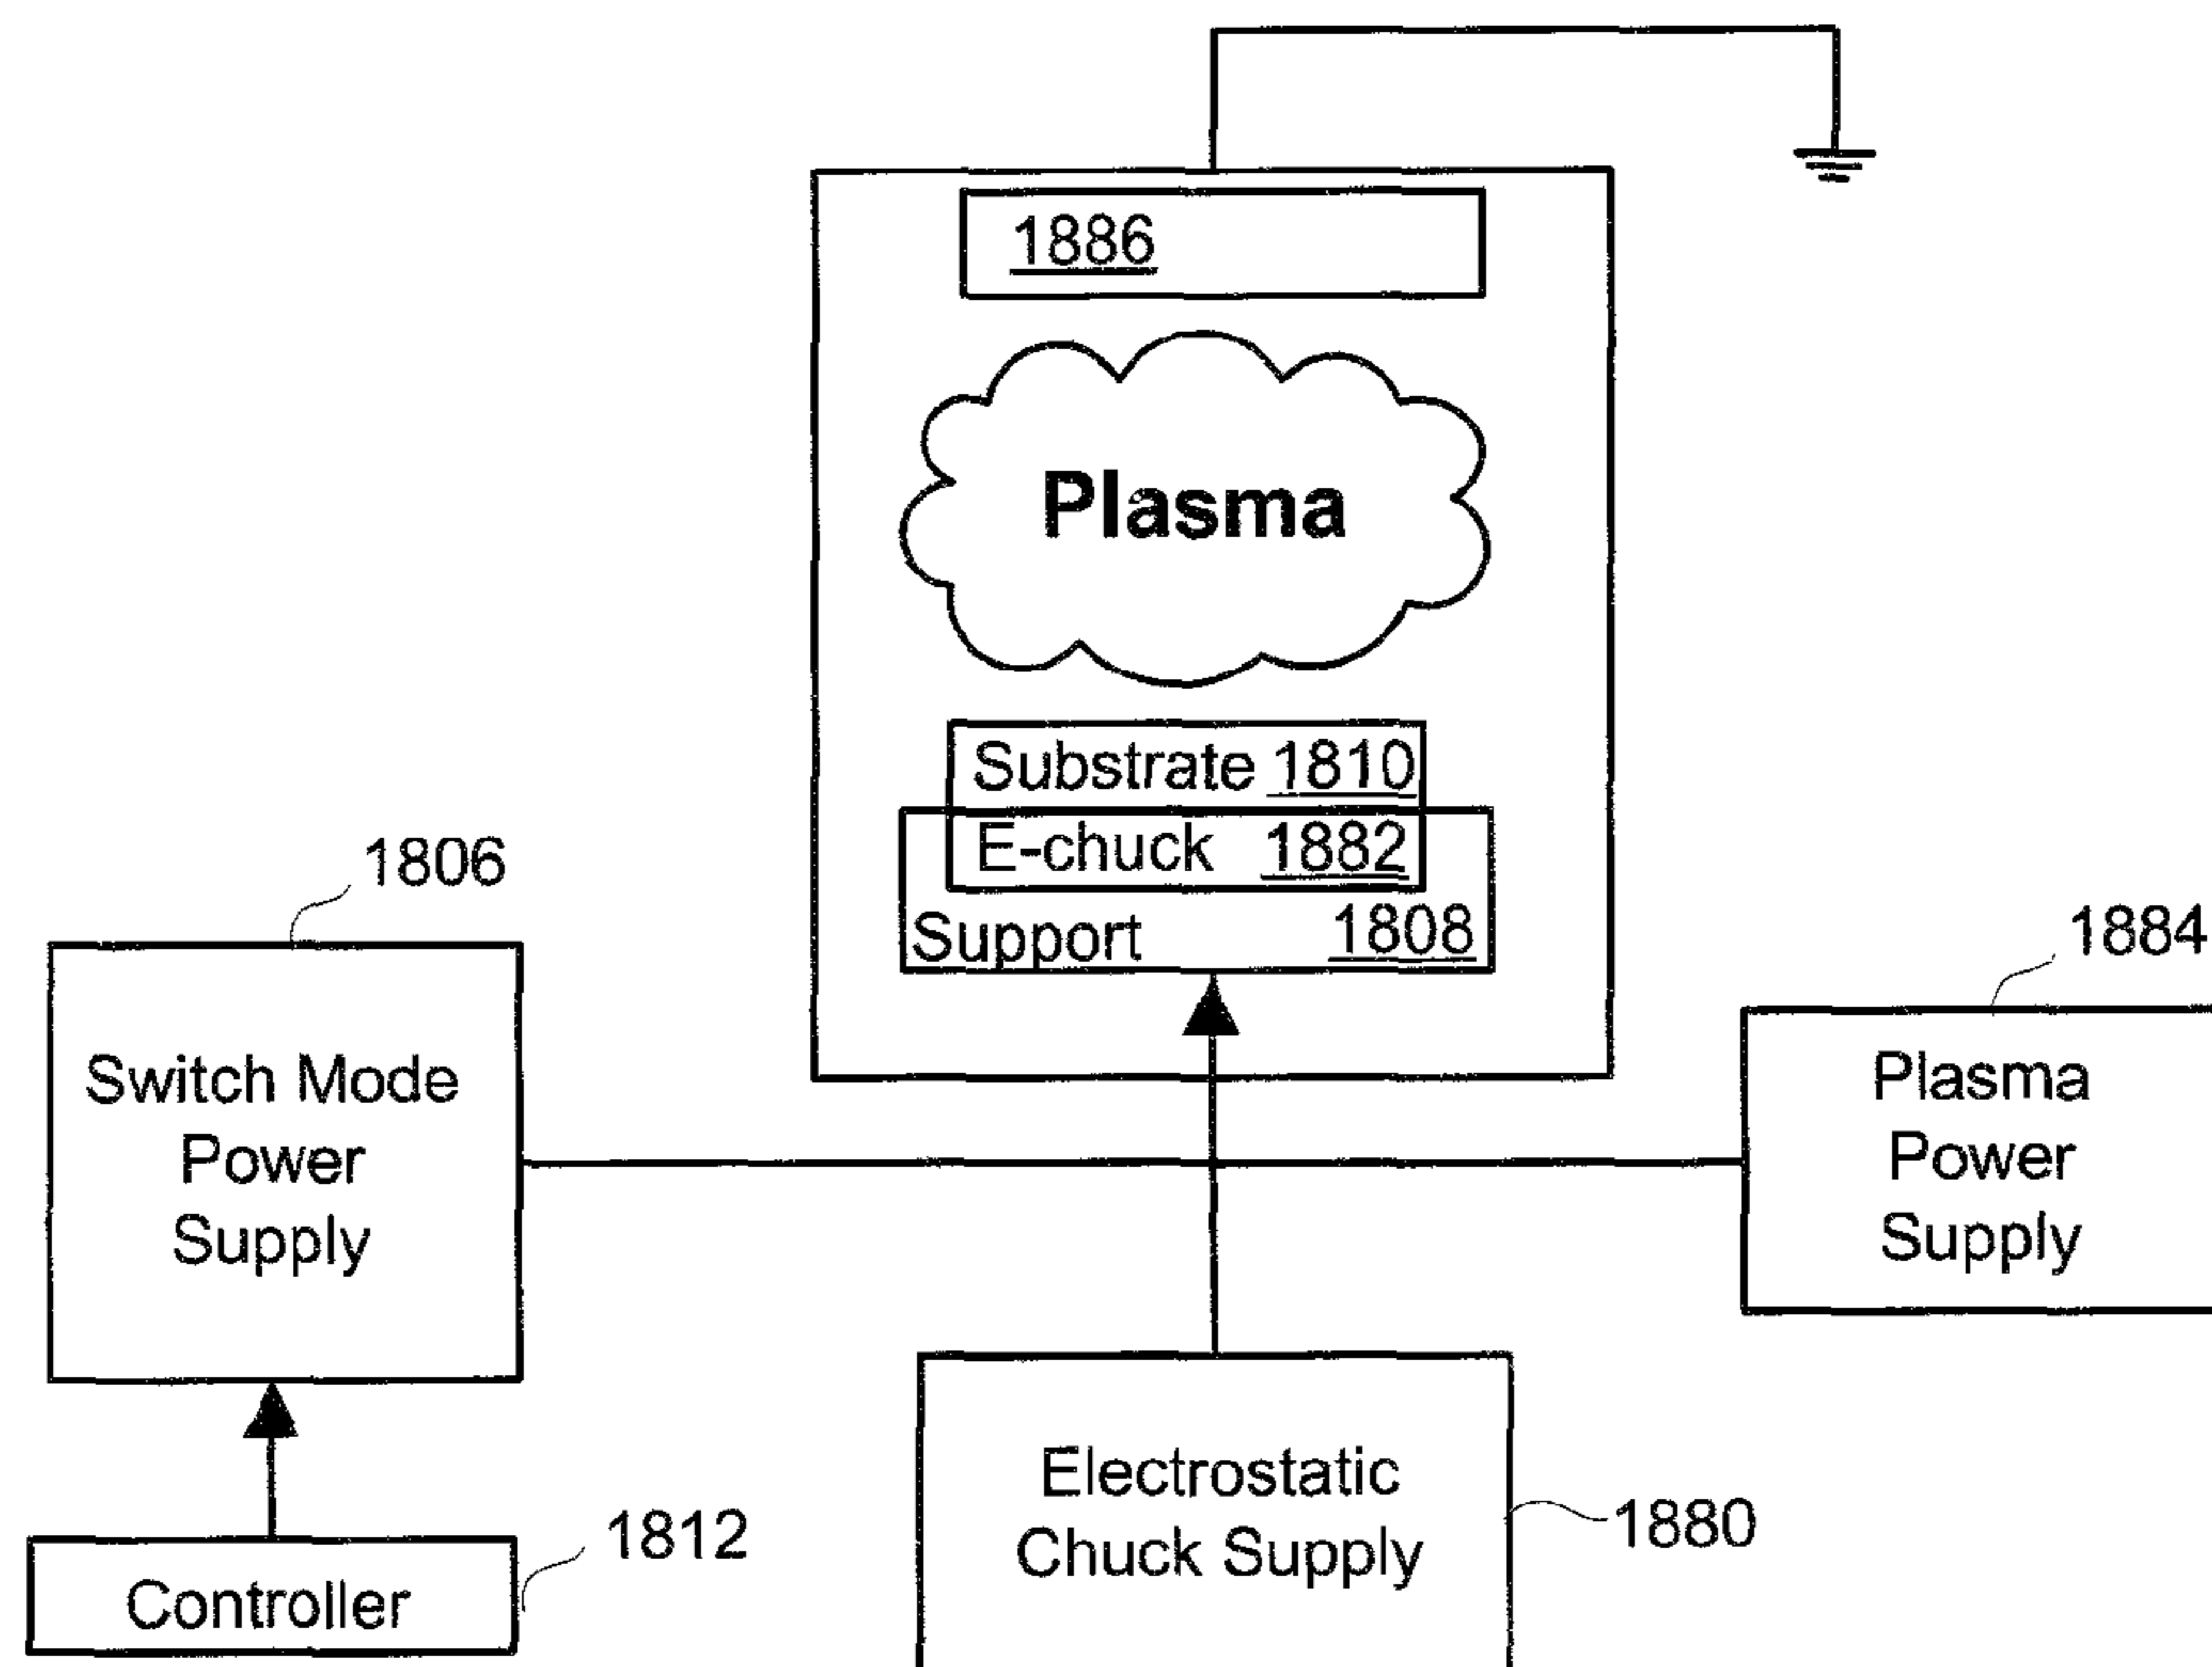 1886
Plasma
Substrate 1810
E-chuck 1882
Support 1808
1806
1884
Switch Mode
Power
Supply
Plasma
Power
Supply
Electrostatic
Chuck Supply
1880
1812
Controller